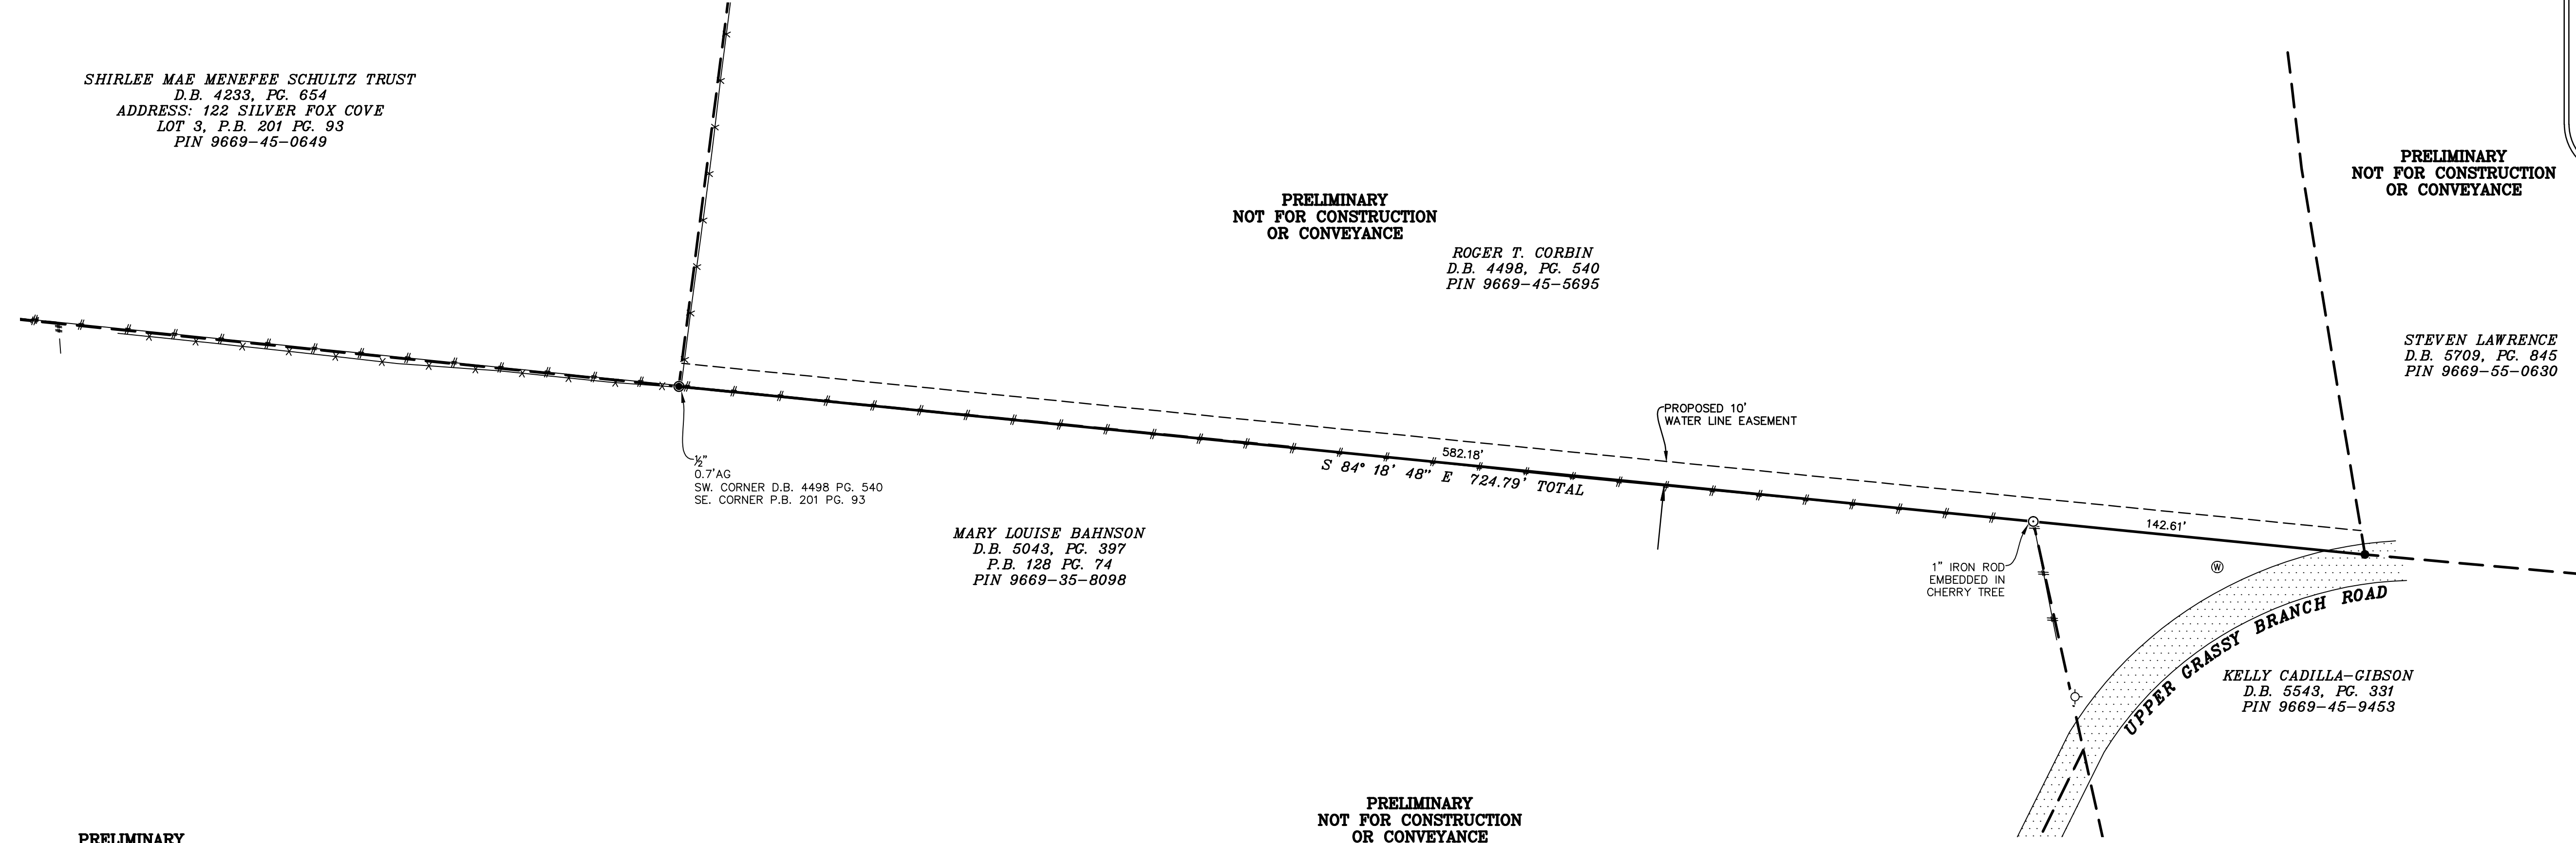 SHIRLEE MAE MENEFEE SCHULTZ TRUST
D.B. 4233, PG. 654
ADDRESS: 122 SILVER FOX COVE
LOT 3, P.B. 201 PG. 93
PIN 9669-45-0649
PRELIMINARY
NOT FOR CONSTRUCTION
OR CONVEYANCE
ROGER T. CORBIN
D.B. 4498, PG. 540
PIN 9669-45-5695
PRELIMINARY
NOT FOR CONSTRUCTION
OR CONVEYANCE
STEVEN LAWRENCE
D.B. 5709, PG. 845
PIN 9669-55-0630
PROPOSED 10'
WATER LINE EASEMENT
582.18'
S 84° 18' 48" E 724.79' TOTAL
½"
0.7'AG
SW. CORNER D.B. 4498 PG. 540
SE. CORNER P.B. 201 PG. 93
MARY LOUISE BAHNSON
D.B. 5043, PG. 397
P.B. 128 PG. 74
PIN 9669-35-8098
142.61'
1" IRON ROD
EMBEDDED IN
CHERRY TREE
W
UPPER GRASSY BRANCH ROAD
KELLY CADILLA-GIBSON
D.B. 5543, PG. 331
PIN 9669-45-9453
PRELIMINARY
NOT FOR CONSTRUCTION
OR CONVEYANCE
PRELIMINARY